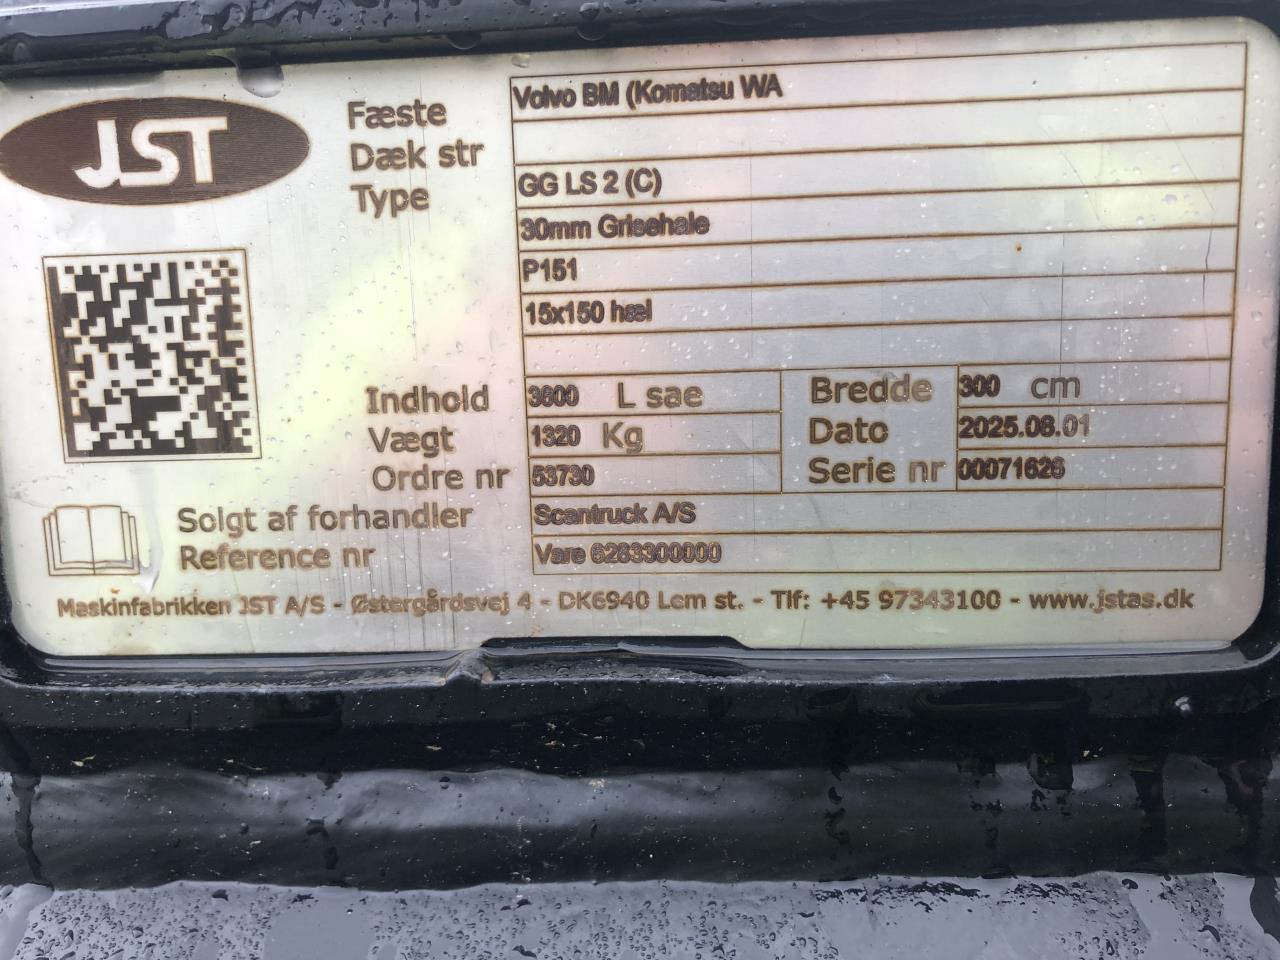 JST
Fæste Volvo BM (Komatsu WA
Dæk str
Type GG LS 2 (C)
30mm Grisehale
P151
15x150 hæl
Indhold 3600 L sae Bredde 300 cm
Vægt 1320 Kg Dato 2025.08.01
Ordre nr 53730 Serie nr 00071626
Solgt af forhandler Scantruck A/S
Reference nr Vare 6283300000
Maskinfabrikken JST A/S - Østergårdsvej 4 - DK6940 Lem st. - Tlf: +45 97343100 - www.jstas.dk